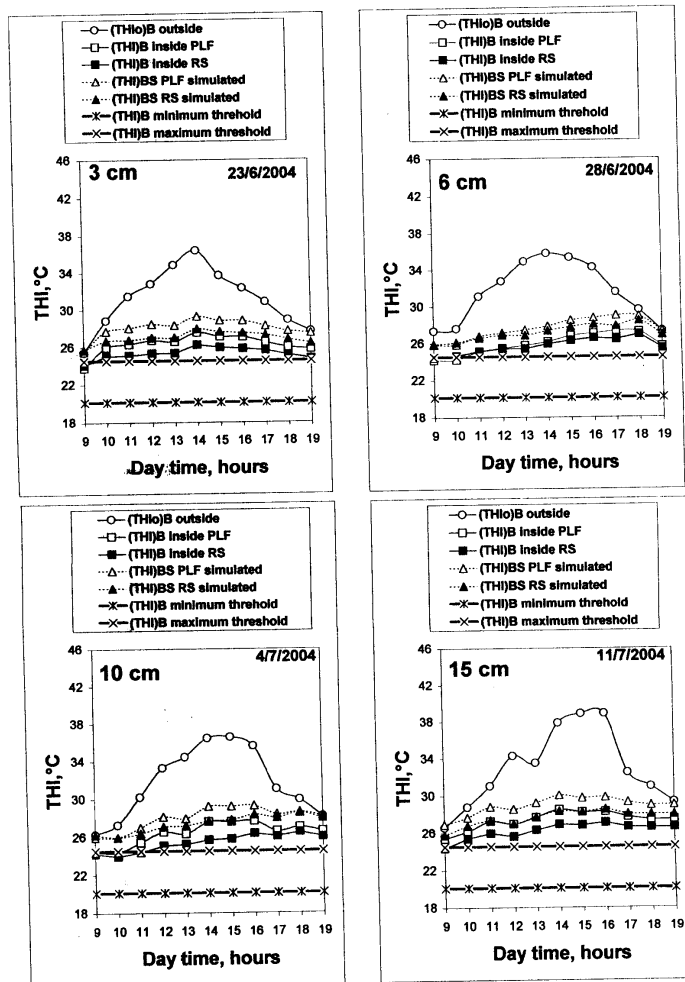 (THIo)B outside
(THI)B inside PLF
(THI)B inside RS
(THI)BS PLF simulated
(THI)BS RS simulated
(THI)B minimum threhold
(THI)B maximum threshold
3 cm
23/6/2004
46
42
38
34
30
26
22
18
THI,°C
9 10 11 12 13 14 15 16 17 18 19
Day time, hours
(THIo)B outside
(THI)B inside PLF
(THI)B inside RS
(THI)BS PLF simulated
(THI)BS RS simulated
(THI)B minimum threhold
(THI)B maximum threshold
6 cm
28/6/2004
46
42
38
34
30
26
22
18
THI,°C
9 10 11 12 13 14 15 16 17 18 19
Day time, hours
(THIo)B outside
(THI)B inside PLF
(THI)B inside RS
(THI)BS PLF simulated
(THI)BS RS simulated
(THI)B minimum threhold
(THI)B maximum threshold
10 cm
4/7/2004
46
42
38
34
30
26
22
18
THI,°C
9 10 11 12 13 14 15 16 17 18 19
Day time, hours
(THIo)B outside
(THI)B inside PLF
(THI)B inside RS
(THI)BS PLF simulated
(THI)BS RS simulated
(THI)B minimum threhold
(THI)B maximum threshold
15 cm
11/7/2004
46
42
38
34
30
26
22
18
THI,°C
9 10 11 12 13 14 15 16 17 18 19
Day time, hours